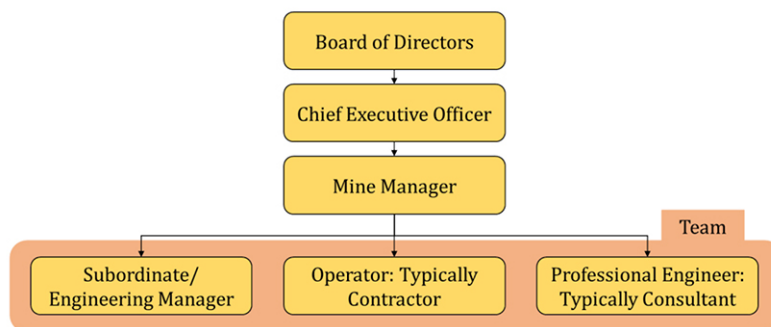 Board of Directors
Chief Executive Officer
Mine Manager
Team
Subordinate/
Engineering Manager
Operator: Typically
Contractor
Professional Engineer:
Typically Consultant